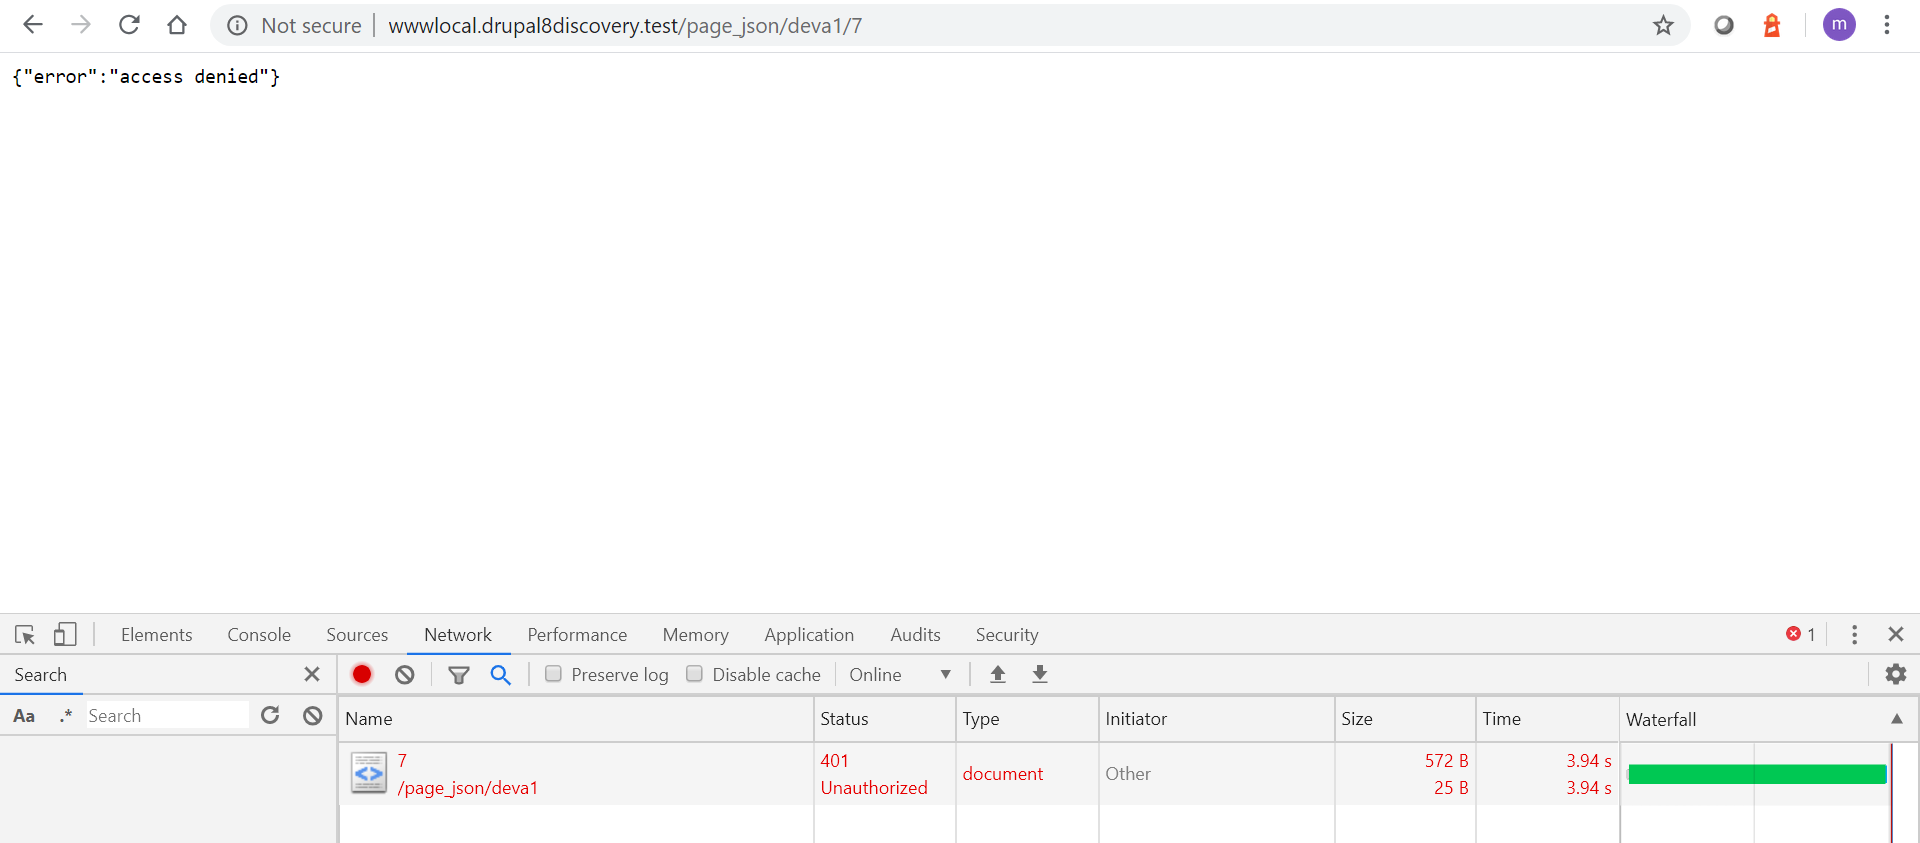 Not secure | wwwlocal.drupal8discovery.test/page_json/deva1/7
m
{"error":"access denied"}
Elements Console Sources Network Performance Memory Application Audits Security 1
Search
Preserve log Disable cache Online
Aa .* Search
Name Status Type Initiator Size Time Waterfall
7 401 572 B 3.94 s
document Other
/page_json/deva1 Unauthorized 25 B 3.94 s